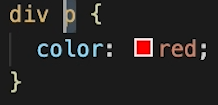 div p {
color: red;
}